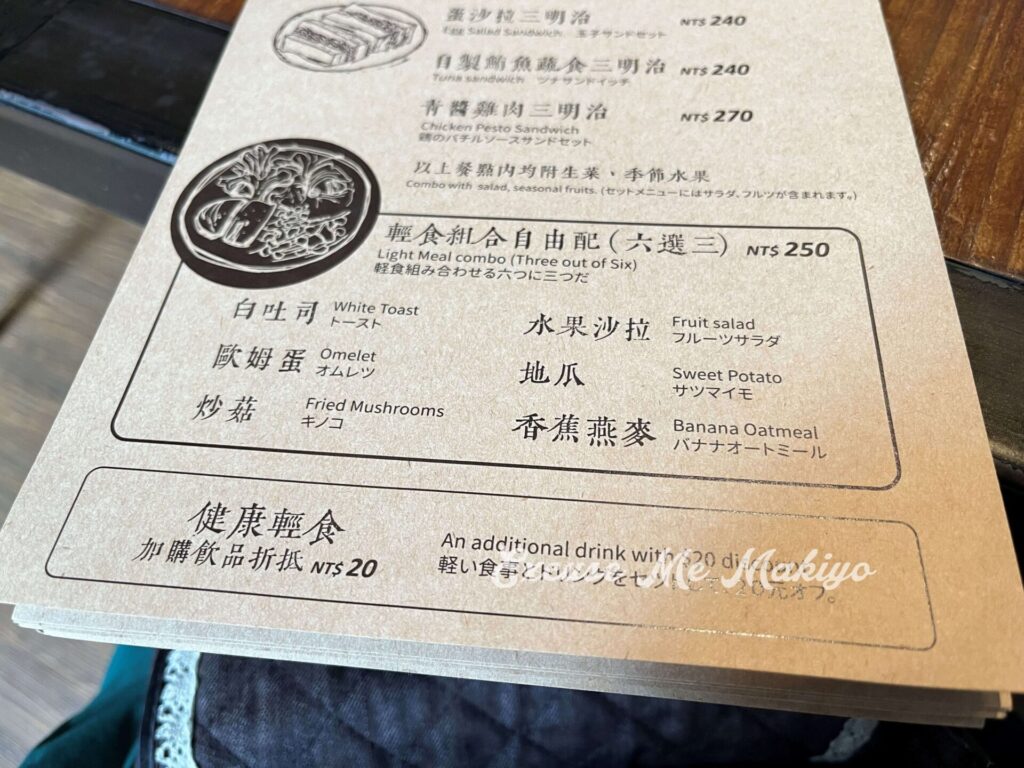 蛋沙拉三明治 NT$ 240
Egg Salad Sandwich 玉子サンドセット
自製鮪魚蔬食三明治 NT$ 240
Tuna sandwich ツナサンドイッチ
青醬雞肉三明治 NT$ 270
Chicken Pesto Sandwich
鶏のバチルソースサンドセット
以上餐點內均附生菜、季節水果
Combo with salad, seasonal fruits. (セットメニューにはサラダ、フルツが含まれます。)
輕食組合自由配(六選三) NT$ 250
Light Meal combo (Three out of Six)
軽食組み合わせる六つに三つだ
白吐司 White Toast
トースト
歐姆蛋 Omelet
オムレツ
炒菇 Fried Mushrooms
キノコ
水果沙拉 Fruit salad
フルーツサラダ
地瓜 Sweet Potato
サツマイモ
香蕉燕麥 Banana Oatmeal
バナナオートミール
健康輕食
加購飲品折抵 NT$ 20
An additional drink with $20
軽い食事とドリンクをセ
Me Makiyo